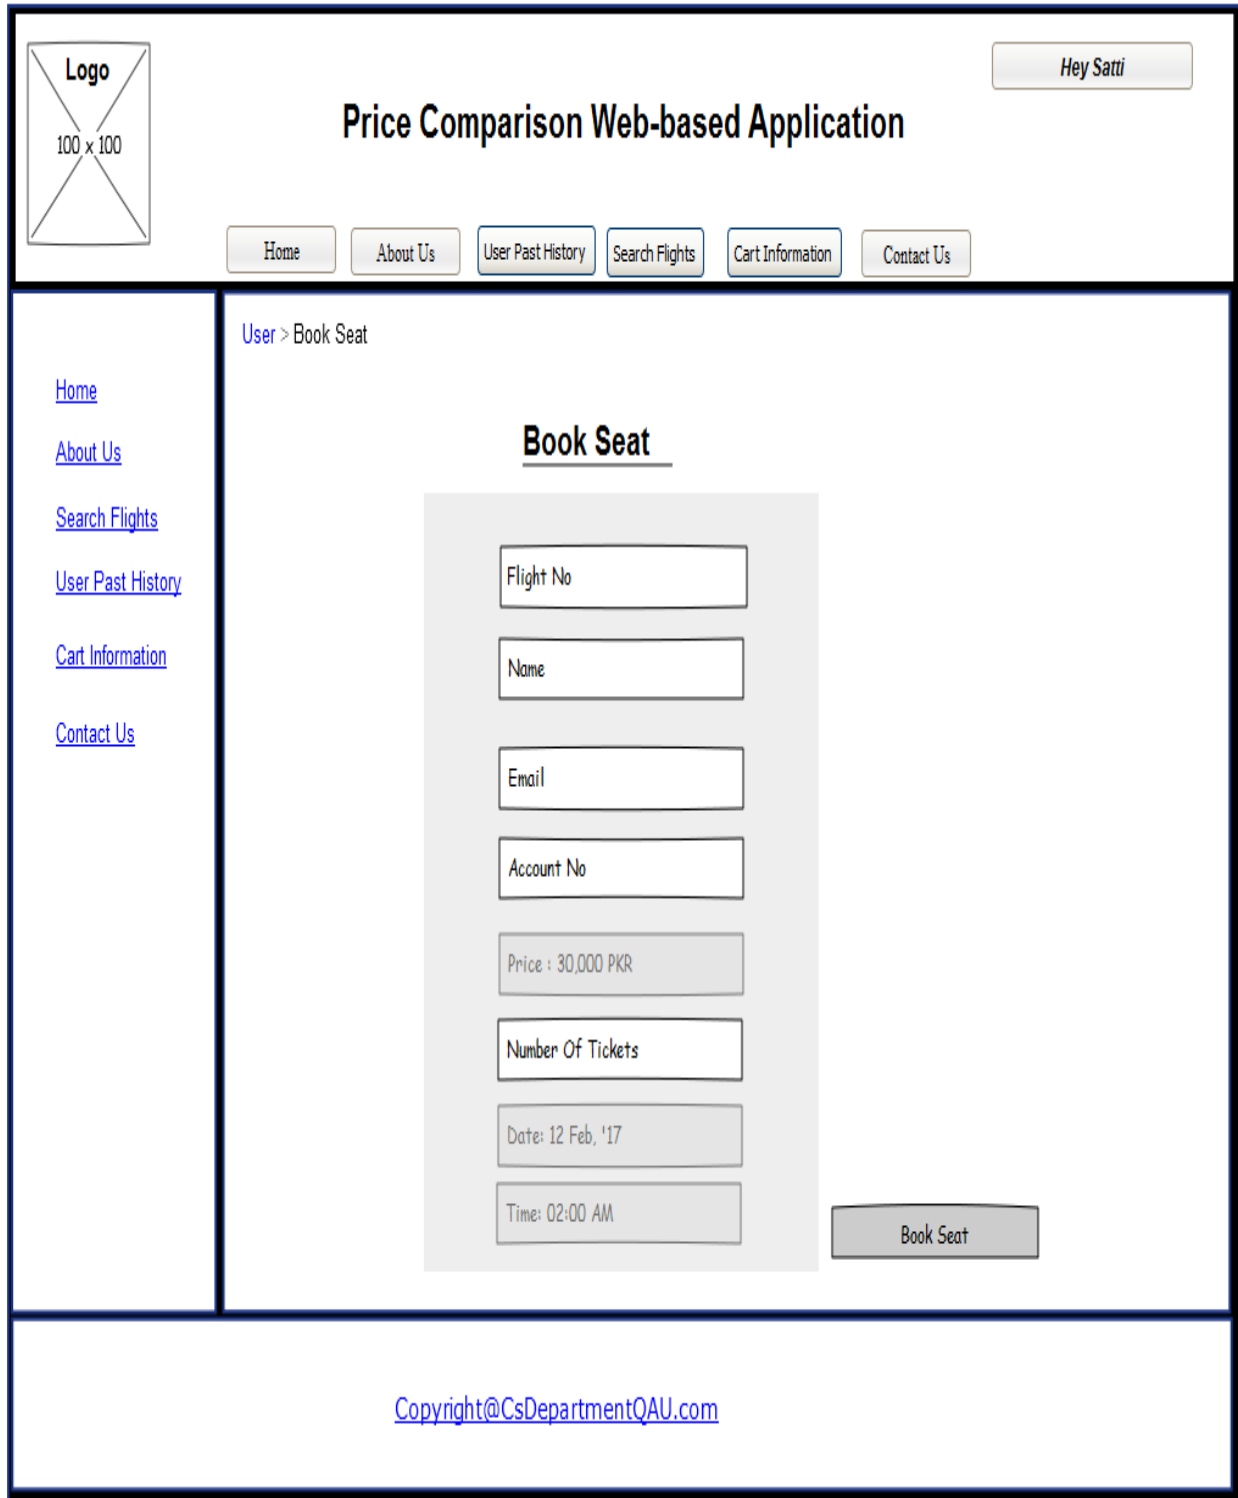 Logo
100 x 100
Hey Satti
Price Comparison Web-based Application
Home About Us User Past History Search Flights Cart Information Contact Us
User > Book Seat
Home
About Us
Search Flights
User Past History
Cart Information
Contact Us
Book Seat
Flight No
Name
Email
Account No
Price : 30,000 PKR
Number Of Tickets
Date: 12 Feb, '17
Time: 02:00 AM
Book Seat
Copyright@CsDepartmentQAU.com